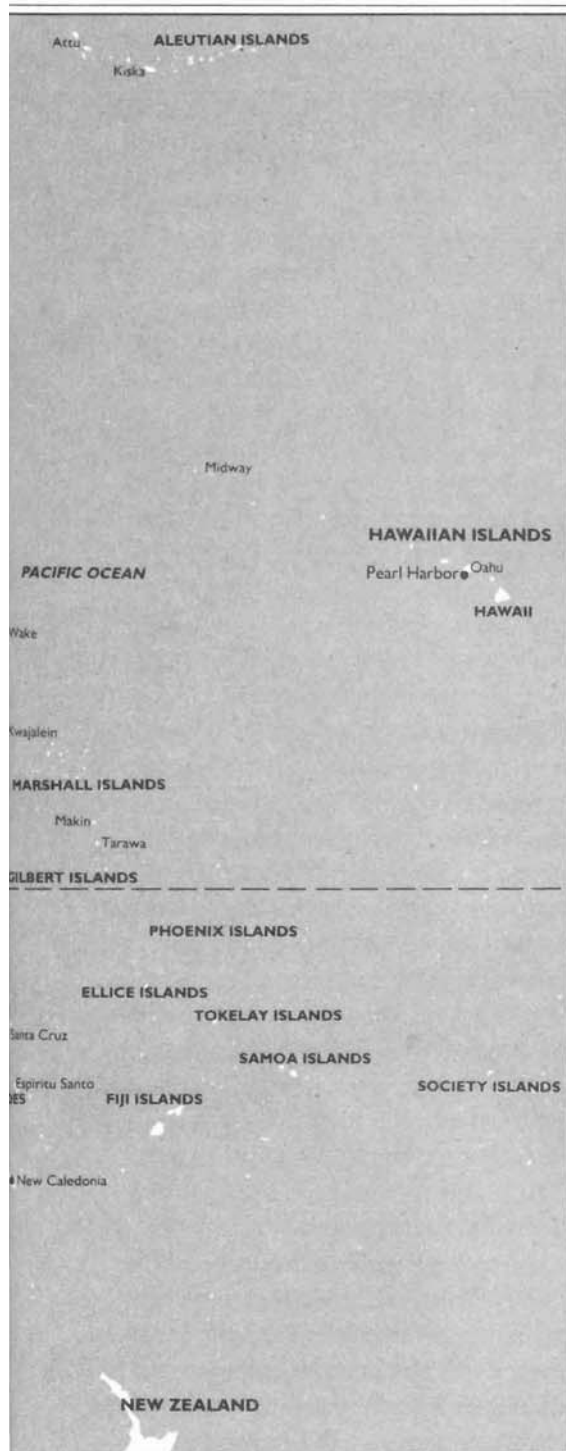 Attu
ALEUTIAN ISLANDS
Kiska
Midway
HAWAIIAN ISLANDS
PACIFIC OCEAN
Pearl Harbor
Oahu
HAWAII
Wake
Kwajalein
MARSHALL ISLANDS
Makin
Tarawa
GILBERT ISLANDS
PHOENIX ISLANDS
ELLICE ISLANDS
TOKELAY ISLANDS
Santa Cruz
SAMOA ISLANDS
Espiritu Santo
SOCIETY ISLANDS
DES
FIJI ISLANDS
New Caledonia
NEW ZEALAND